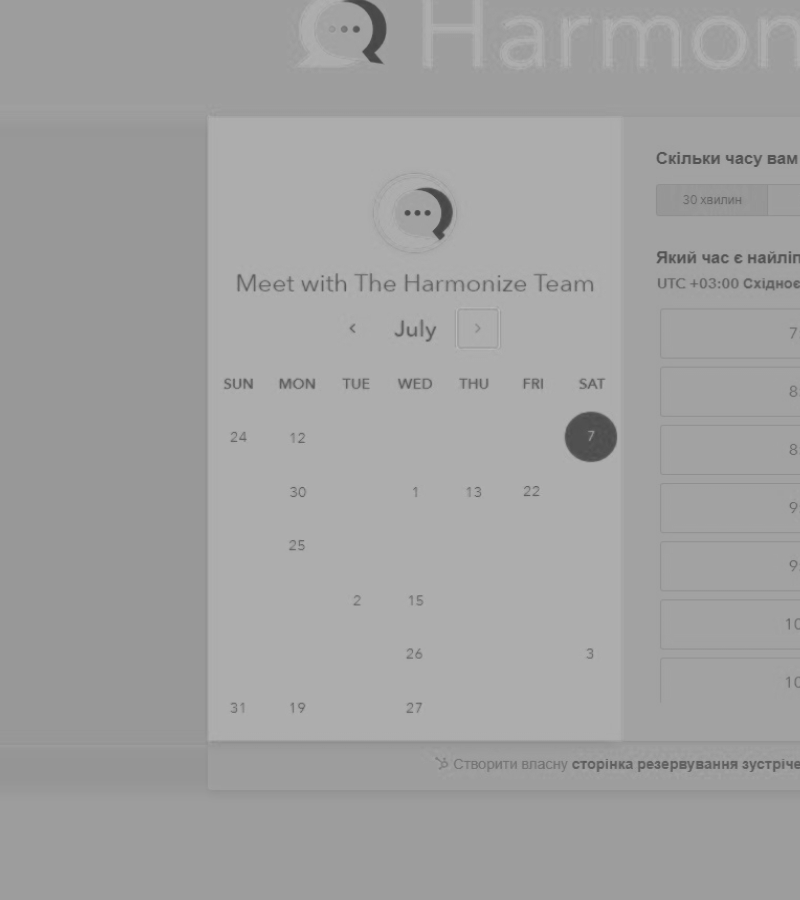 Harmon
Скільки часу вам
30 хвилин
Meet with The Harmonize Team
July
SUN MON TUE WED THU FRI SAT
24 12 7
30 1 13 22
25
2 15
26 3
31 19 27
Який час є найліп
UTC +03:00 Східноє
7
8
8
9
9
10
10
Створити власну сторінка резервування зустріче